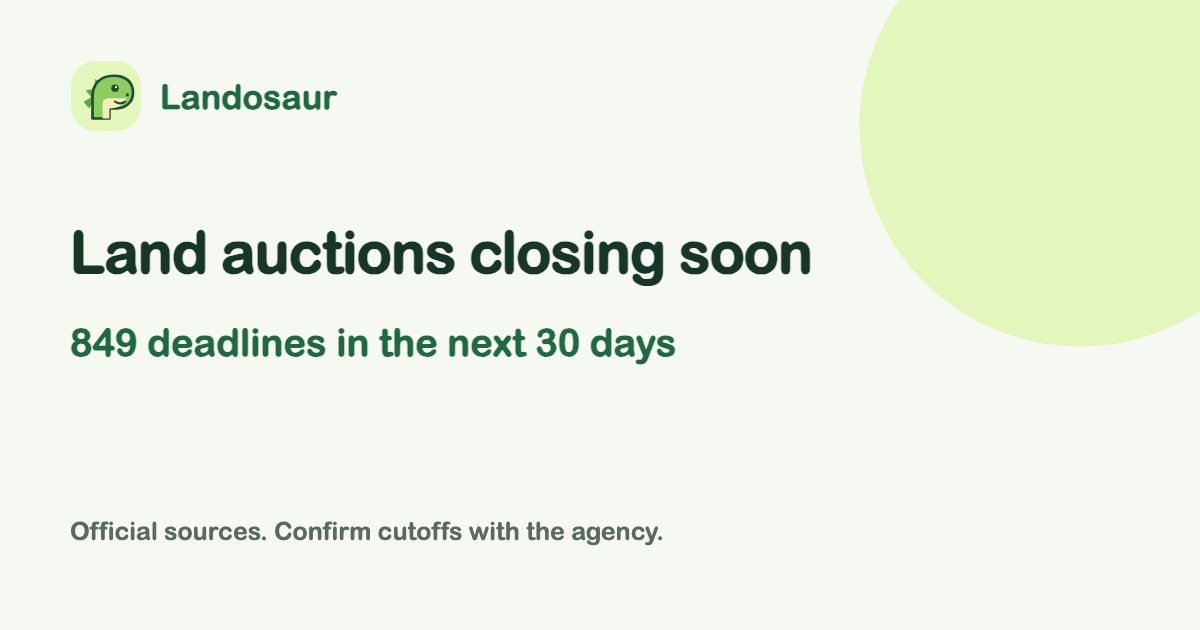 Landosaur
Land auctions closing soon
849 deadlines in the next 30 days
Official sources. Confirm cutoffs with the agency.